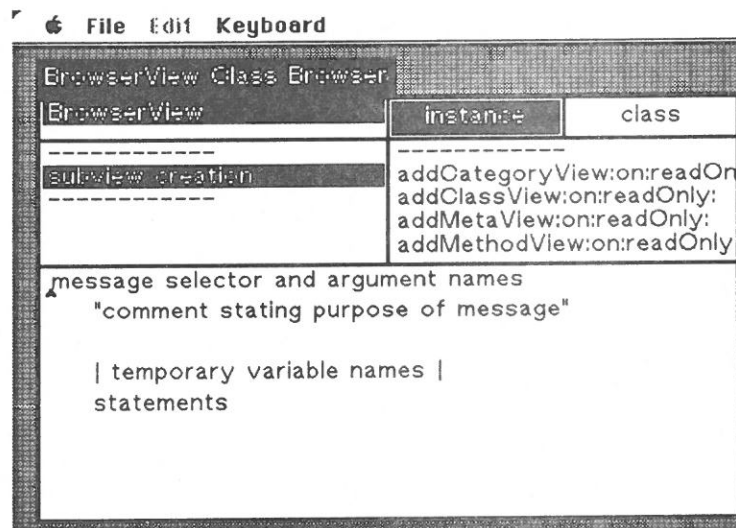 File Edit Keyboard
BrowserView Class Browser
BrowserView
instance class
------------
subview creation
------------
------------
addCategoryView:on:readOn
addClassView:on:readOnly:
addMetaView:on:readOnly:
addMethodView:on:readOnly
message selector and argument names
"comment stating purpose of message"
| temporary variable names |
statements